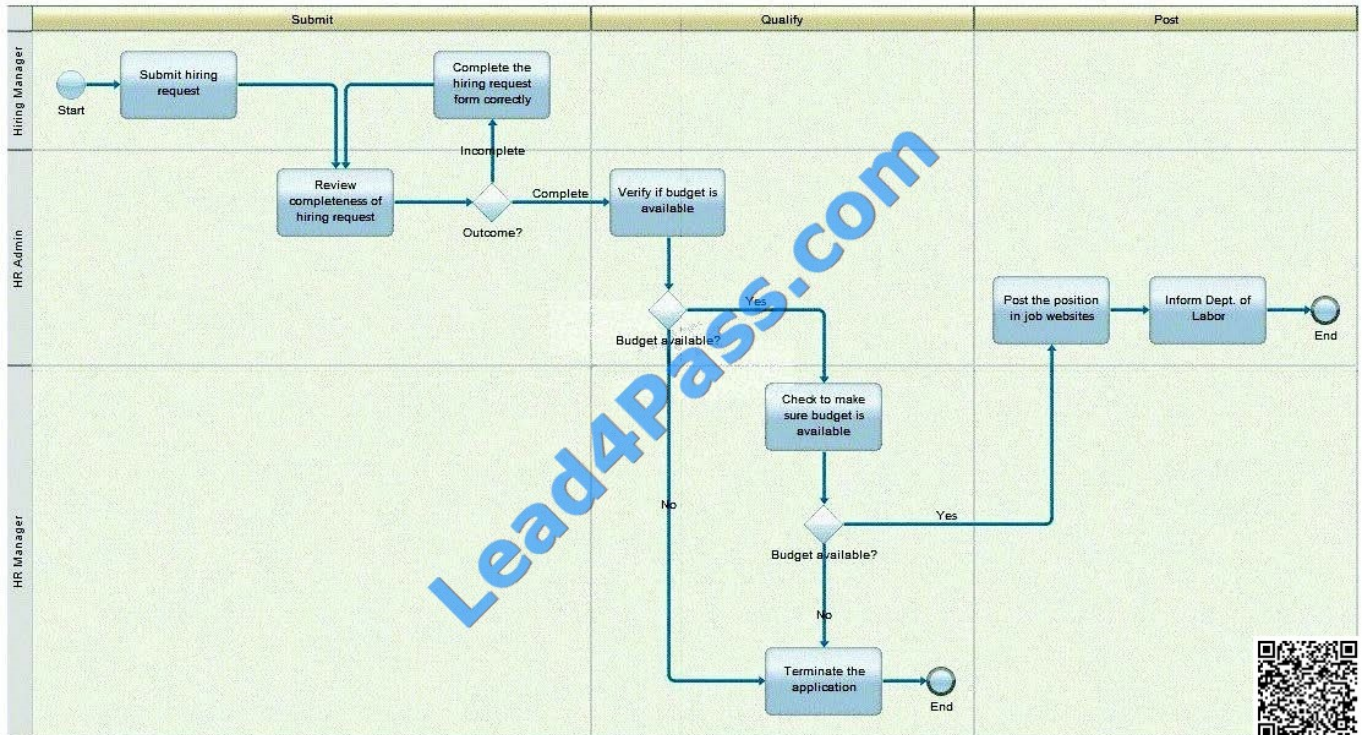 Submit
Qualify
Post
Hiring Manager
Start
Submit hiring
request
Complete the
hiring request
form correctly
Incomplete
HR Admin
Review
completeness of
hiring request
Outcome?
Complete
Verify if budget is
available
Yes
Budget available?
Post the position
in job websites
Inform Dept. of
Labor
End
HR Manager
Check to make
sure budget is
available
No
Yes
Budget available?
No
Terminate the
application
End
Lead4Pass.com